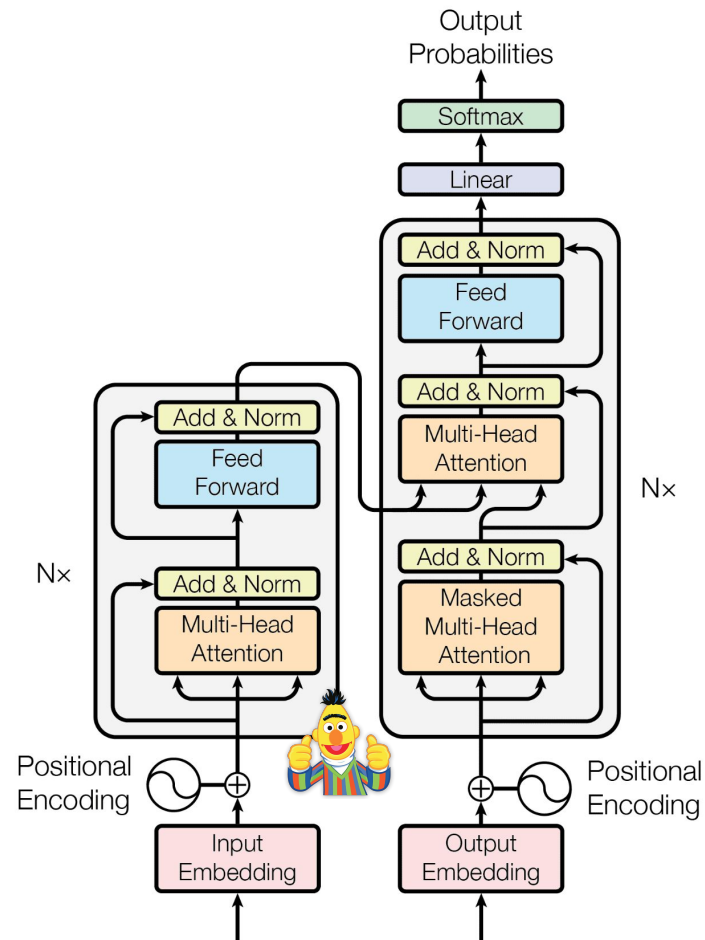 Output
Probabilities
Softmax
Linear
Add & Norm
Feed
Forward
Add & Norm
Multi-Head
Attention
Add & Norm
Masked
Multi-Head
Attention
Nx
Add & Norm
Feed
Forward
Add & Norm
Multi-Head
Attention
Nx
Positional
Encoding
Positional
Encoding
Input
Embedding
Output
Embedding